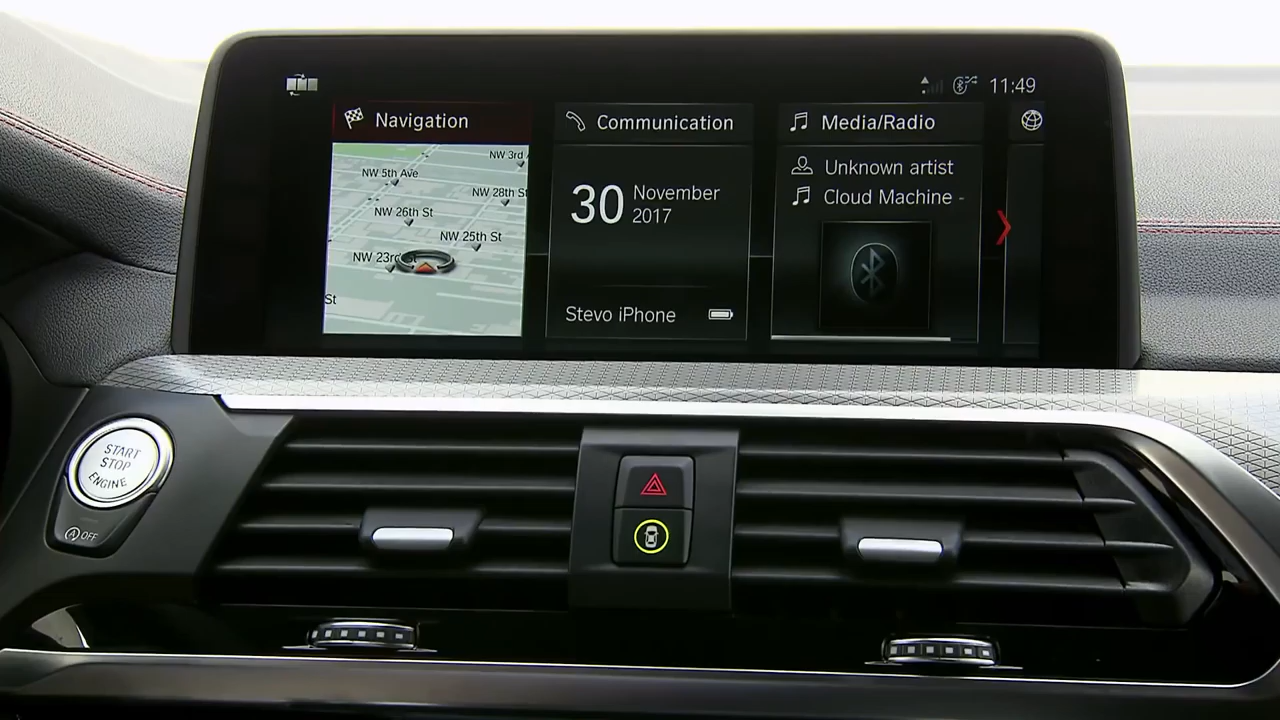 11:49
Navigation
Communication
Media/Radio
NW 3rd
NW 5th Ave
NW 28th St
NW 26th St
NW 25th St
NW 23rd St
St
30
November
2017
Stevo iPhone
Unknown artist
Cloud Machine -
START
STOP
ENGINE
A OFF